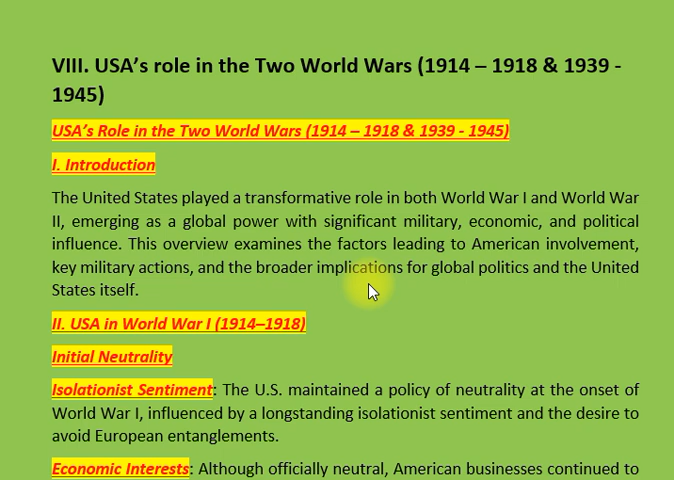 VIII. USA’s role in the Two World Wars (1914 – 1918 & 1939 -
1945)
USA’s Role in the Two World Wars (1914 – 1918 & 1939 - 1945)
I. Introduction
The United States played a transformative role in both World War I and World War
II, emerging as a global power with significant military, economic, and political
influence. This overview examines the factors leading to American involvement,
key military actions, and the broader implications for global politics and the United
States itself.
II. USA in World War I (1914–1918)
Initial Neutrality
Isolationist Sentiment: The U.S. maintained a policy of neutrality at the onset of
World War I, influenced by a longstanding isolationist sentiment and the desire to
avoid European entanglements.
Economic Interests: Although officially neutral, American businesses continued to